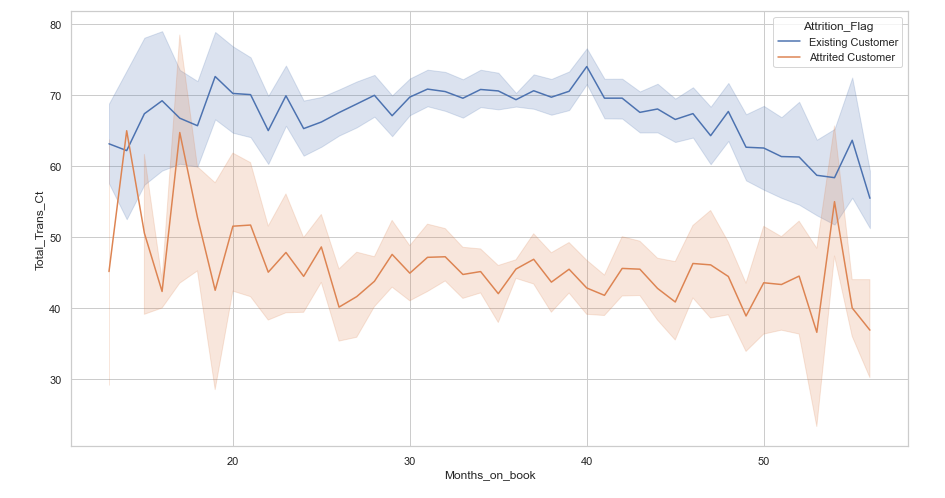 Attrition_Flag
Existing Customer
Attrited Customer
Total_Trans_Ct
80
70
60
50
40
30
20
30
40
50
Months_on_book